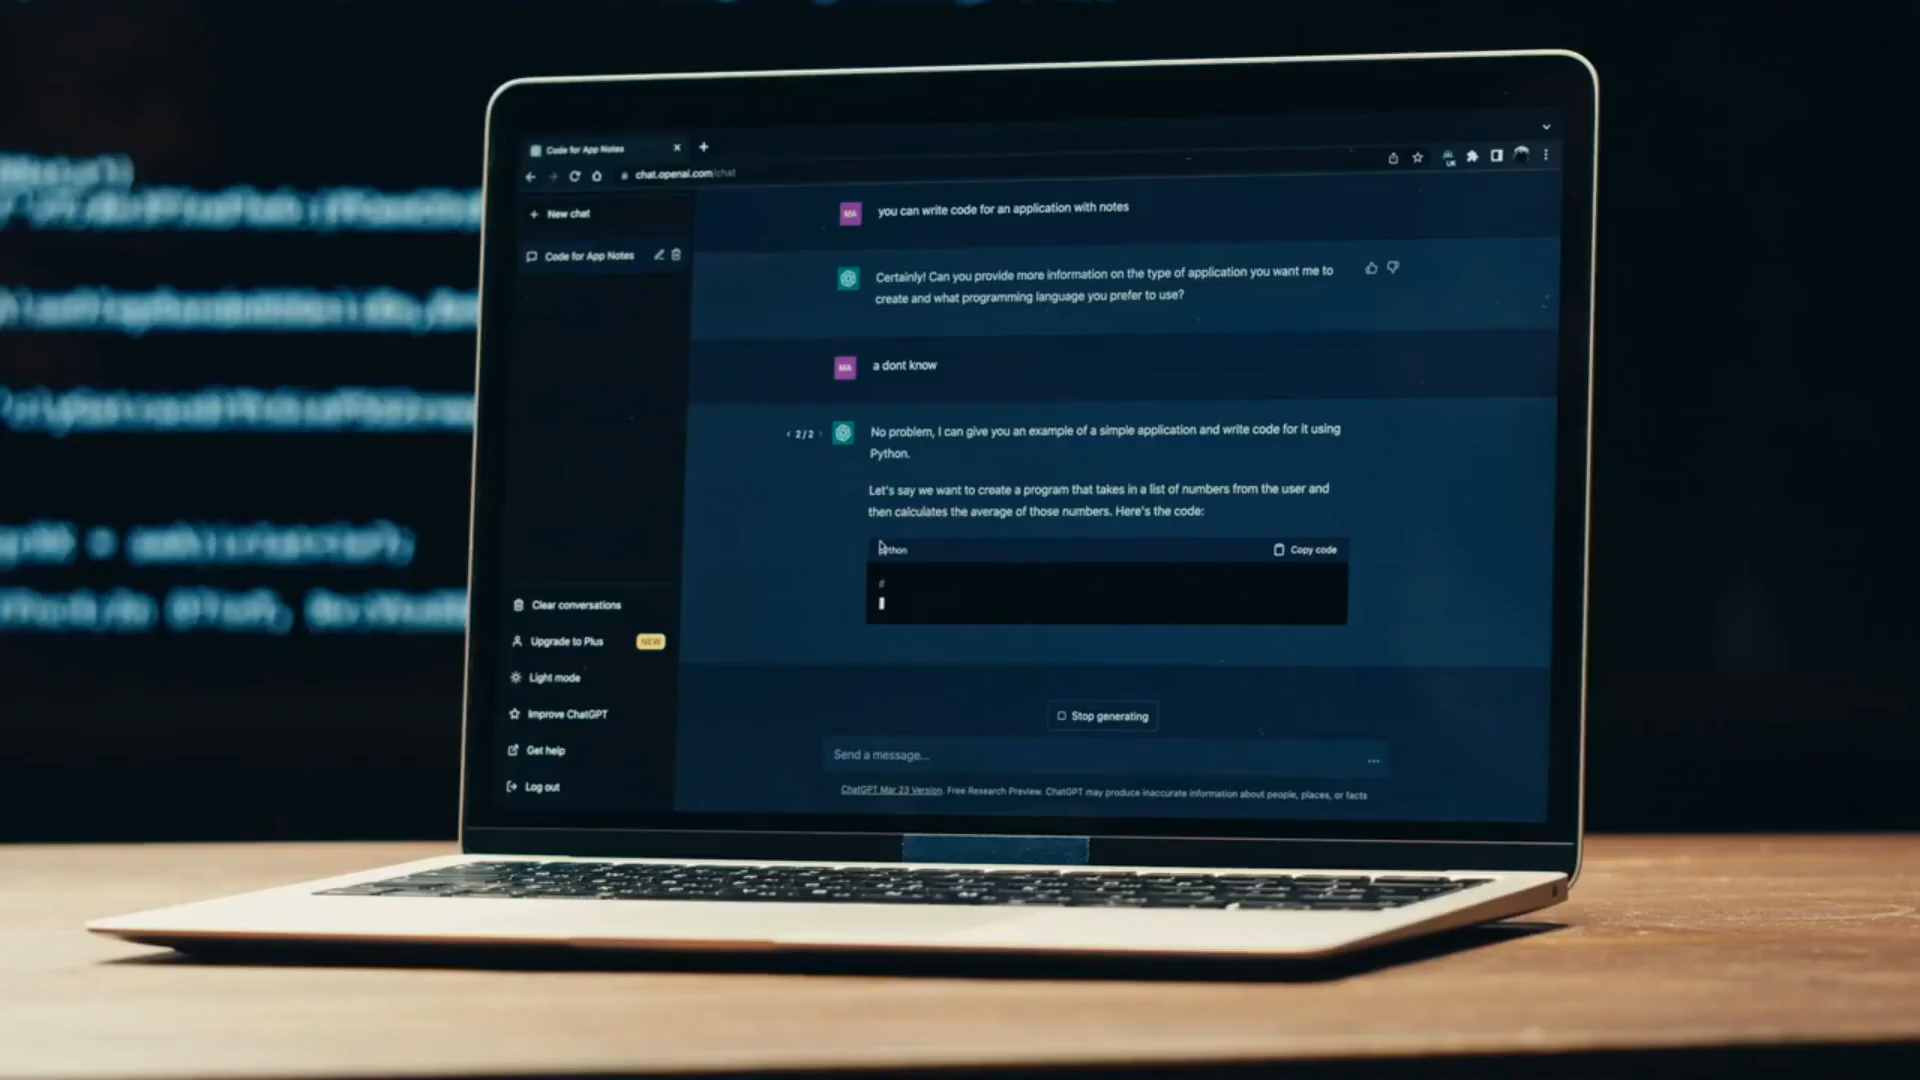 Code for App Notes
chat.openai.com/chat
UK
New chat
Code for App Notes
Clear conversations
Upgrade to Plus NEW
Light mode
Improve ChatGPT
Get help
Log out
MA you can write code for an application with notes
Certainly! Can you provide more information on the type of application you want me to
create and what programming language you prefer to use?
MA a dont know
< 2/2 > No problem, I can give you an example of a simple application and write code for it using
Python.
Let's say we want to create a program that takes in a list of numbers from the user and
then calculates the average of those numbers. Here's the code:
python Copy code
#
Stop generating
Send a message...
ChatGPT Mar 23 Version. Free Research Preview. ChatGPT may produce inaccurate information about people, places, or facts